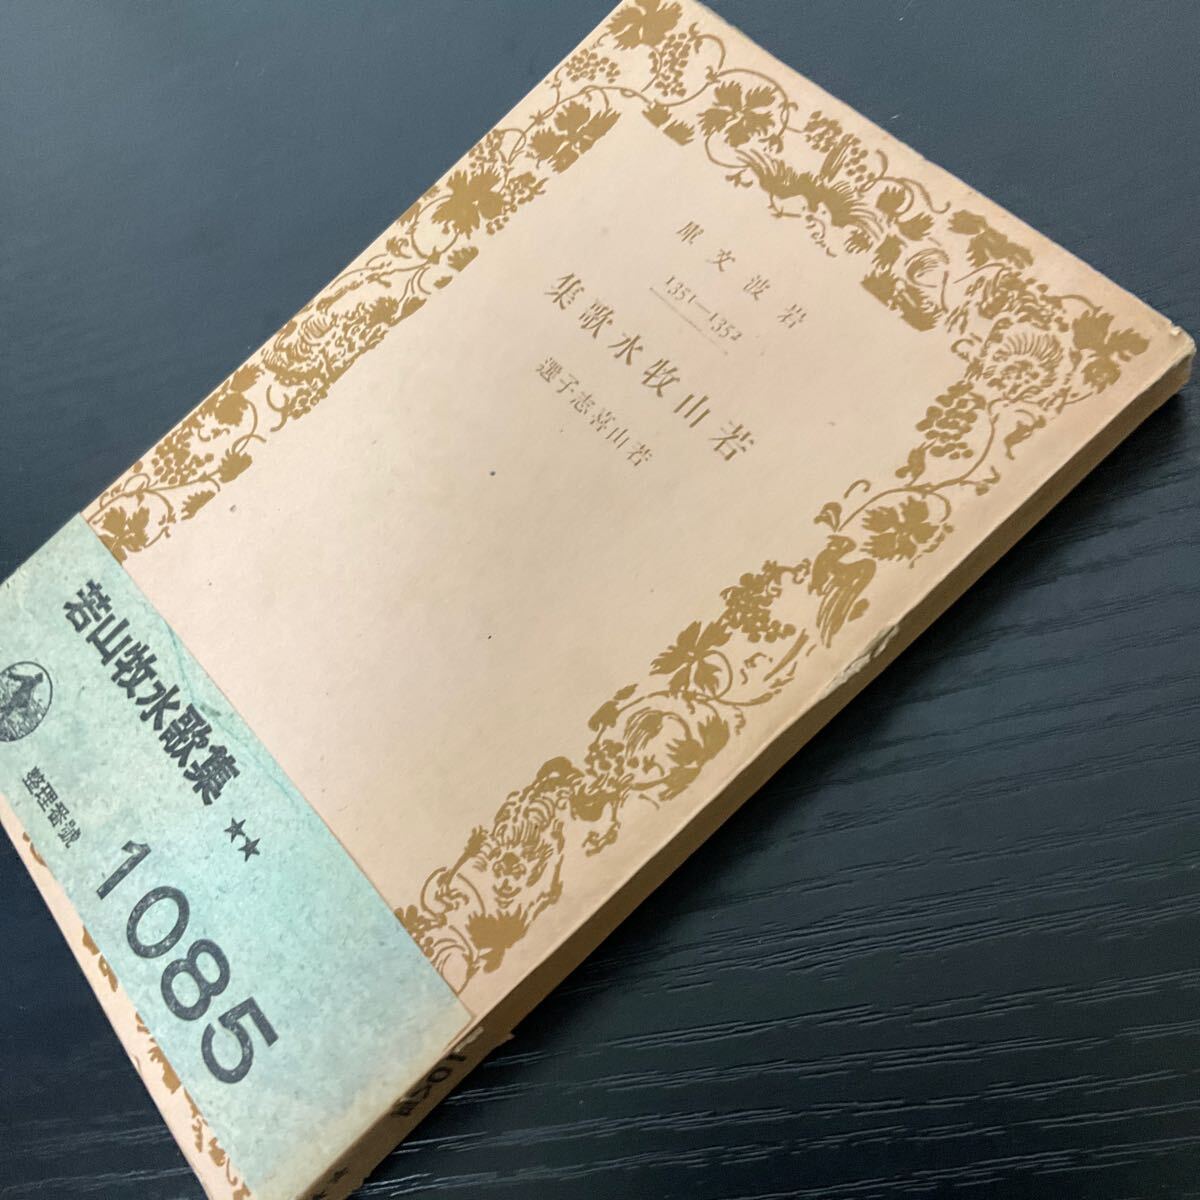 庫文波岩
1351—1352
集歌水牧山若
選子志喜山若
若山牧水歌集
★★
整理番號
1085